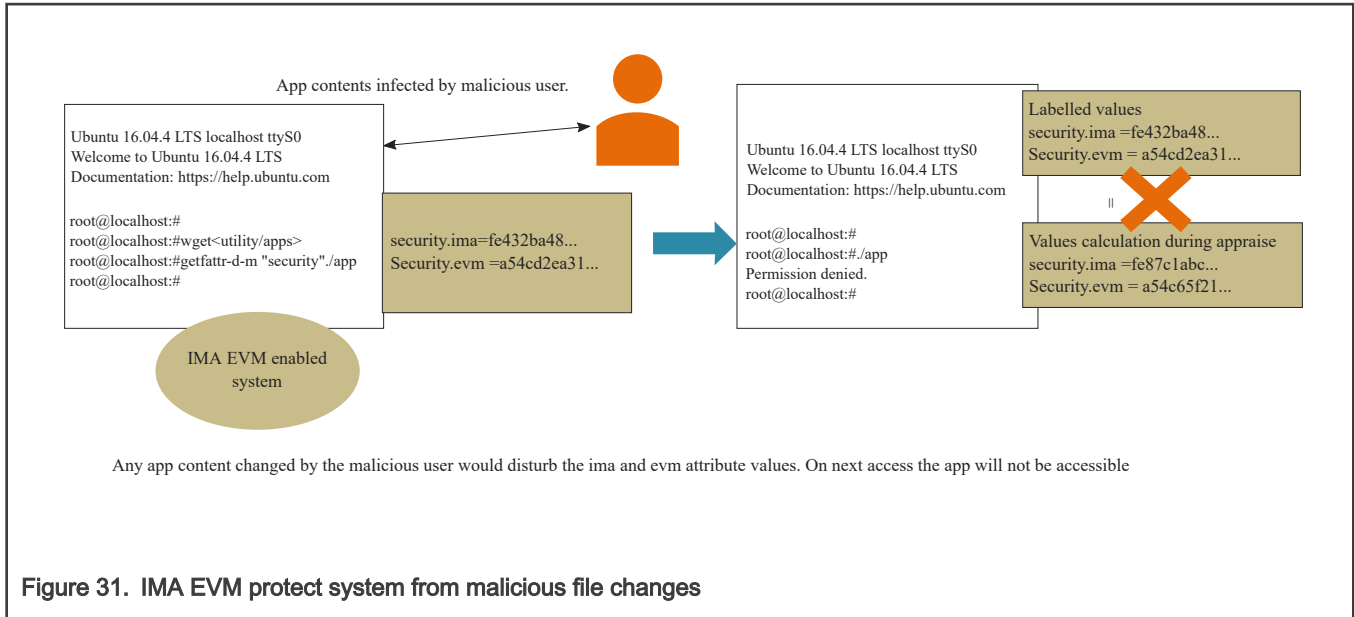 App contents infected by malicious user.
Ubuntu 16.04.4 LTS localhost ttyS0
Welcome to Ubuntu 16.04.4 LTS
Documentation: https://help.ubuntu.com
root@localhost:#
root@localhost:#wget<utility/apps>
root@localhost:#getfattr-d-m "security"./app
root@localhost:#
security.ima=fe432ba48...
Security.evm =a54cd2ea31...
IMA EVM enabled
system
Ubuntu 16.04.4 LTS localhost ttyS0
Welcome to Ubuntu 16.04.4 LTS
Documentation: https://help.ubuntu.com
root@localhost:#
root@localhost:#./app
Permission denied.
root@localhost:#
Labelled values
security.ima =fe432ba48...
Security.evm = a54cd2ea31...
=
Values calculation during appraise
security.ima =fe87c1abc...
Security.evm = a54c65f21...
Any app content changed by the malicious user would disturb the ima and evm attribute values. On next access the app will not be accessible
Figure 31. IMA EVM protect system from malicious file changes